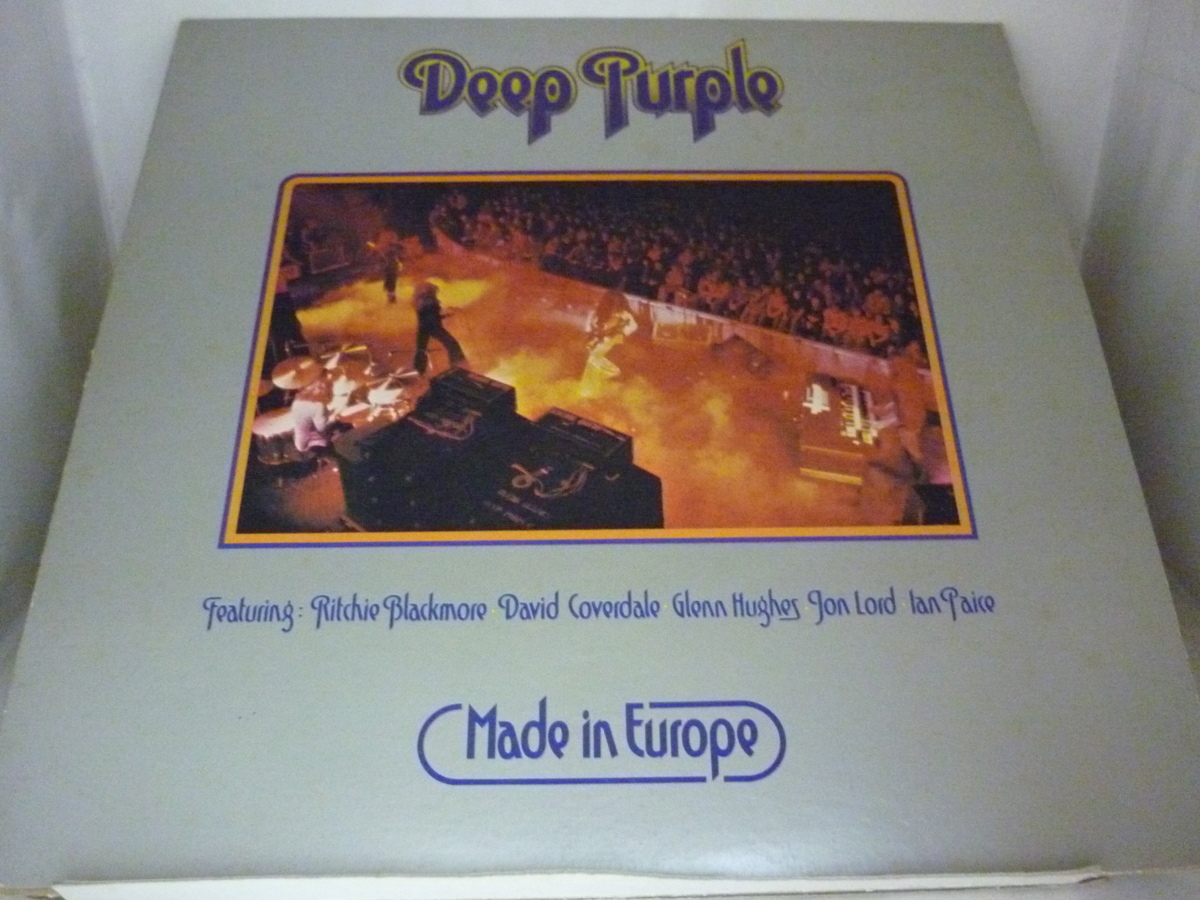 Deep Purple
Featuring: Ritchie Blackmore · David Coverdale · Glenn Hughes · Jon Lord · Ian Paice
Made in Europe